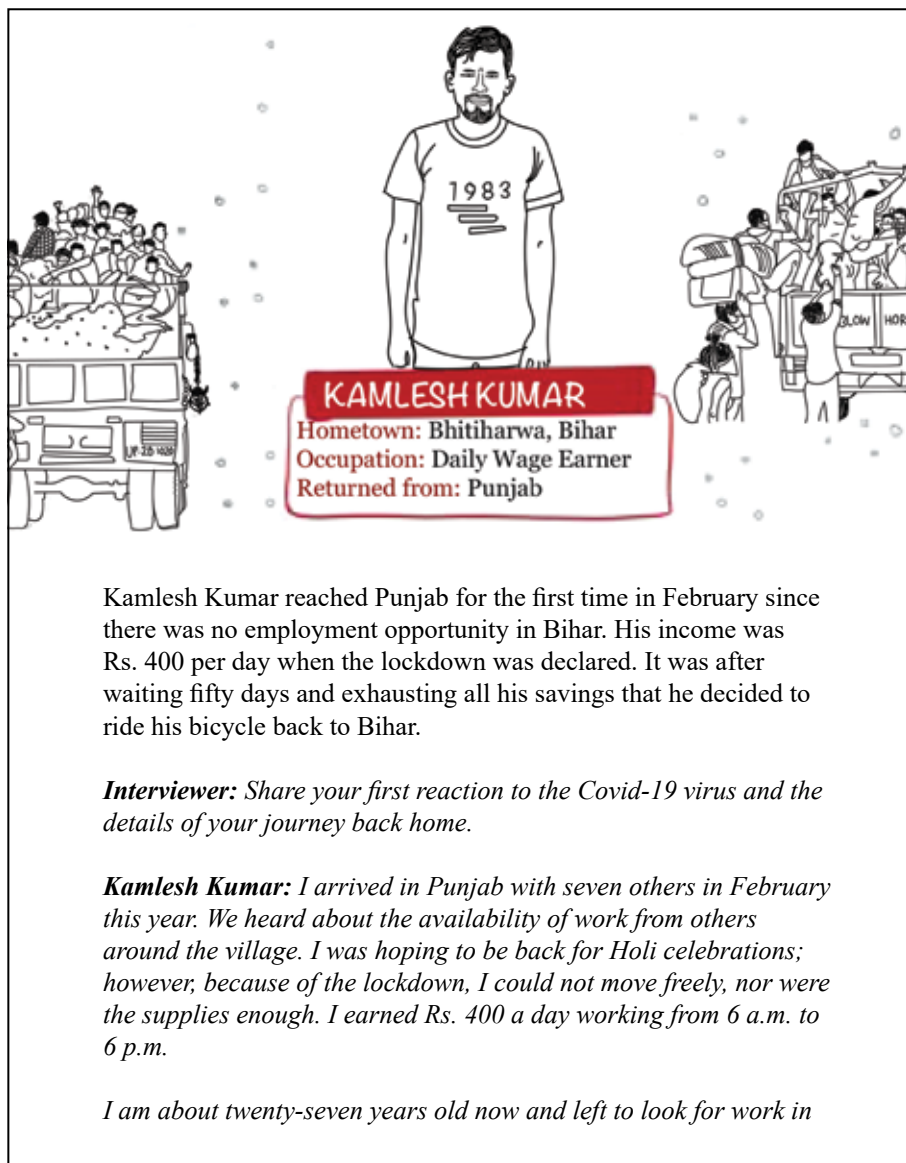 1983
KAMLESH KUMAR
Hometown: Bhitiharwa, Bihar
Occupation: Daily Wage Earner
Returned from: Punjab
BLOW HOR
Kamlesh Kumar reached Punjab for the first time in February since
there was no employment opportunity in Bihar. His income was
Rs. 400 per day when the lockdown was declared. It was after
waiting fifty days and exhausting all his savings that he decided to
ride his bicycle back to Bihar.
Interviewer: Share your first reaction to the Covid-19 virus and the
details of your journey back home.
Kamlesh Kumar: I arrived in Punjab with seven others in February
this year. We heard about the availability of work from others
around the village. I was hoping to be back for Holi celebrations;
however, because of the lockdown, I could not move freely, nor were
the supplies enough. I earned Rs. 400 a day working from 6 a.m. to
6 p.m.
I am about twenty-seven years old now and left to look for work in